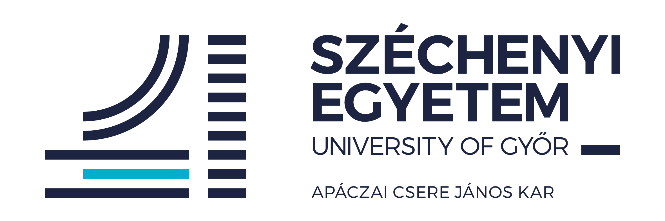 SZÉCHENYI
EGYETEM
UNIVERSITY OF GYŐR
APÁCZAI CSERE JÁNOS KAR